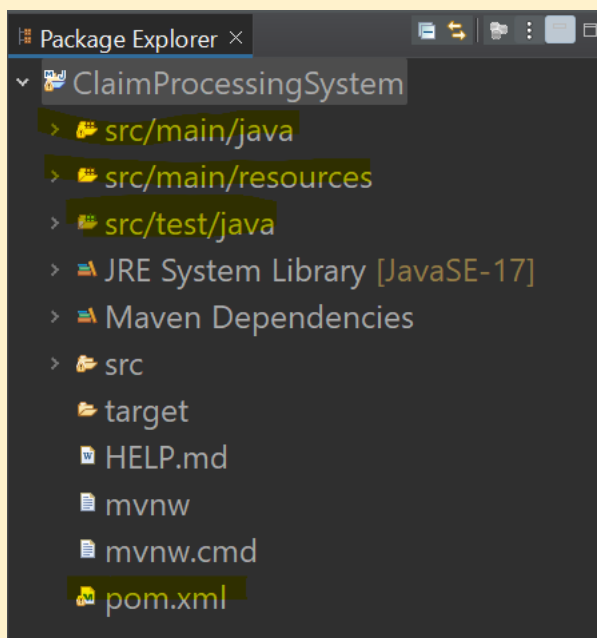 Package Explorer ×
ClaimProcessingSystem
src/main/java
src/main/resources
src/test/java
JRE System Library [JavaSE-17]
Maven Dependencies
src
target
HELP.md
mvnw
mvnw.cmd
pom.xml